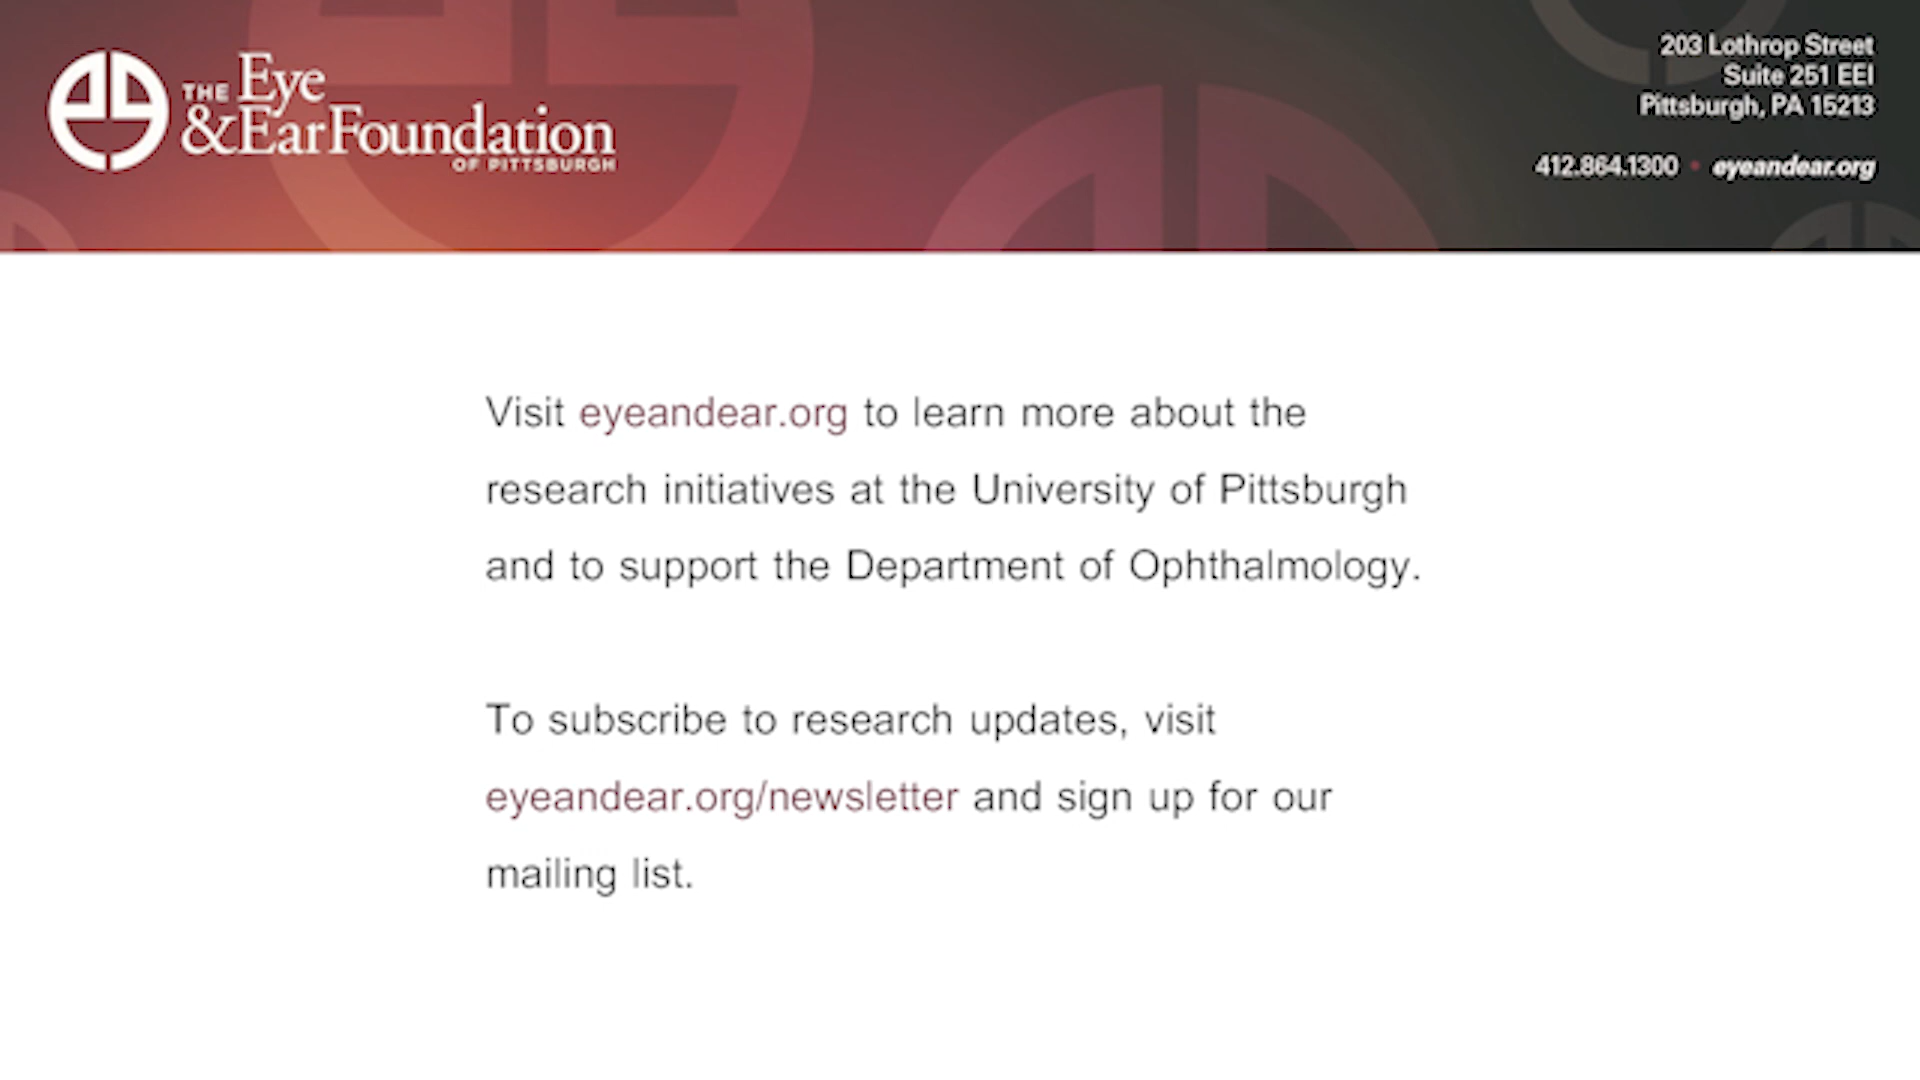 THE Eye
&Ear Foundation
OF PITTSBURGH
203 Lothrop Street
Suite 251 EEI
Pittsburgh, PA 15213
412.864.1300 • eyeandear.org
Visit eyeandear.org to learn more about the
research initiatives at the University of Pittsburgh
and to support the Department of Ophthalmology.
To subscribe to research updates, visit
eyeandear.org/newsletter and sign up for our
mailing list.